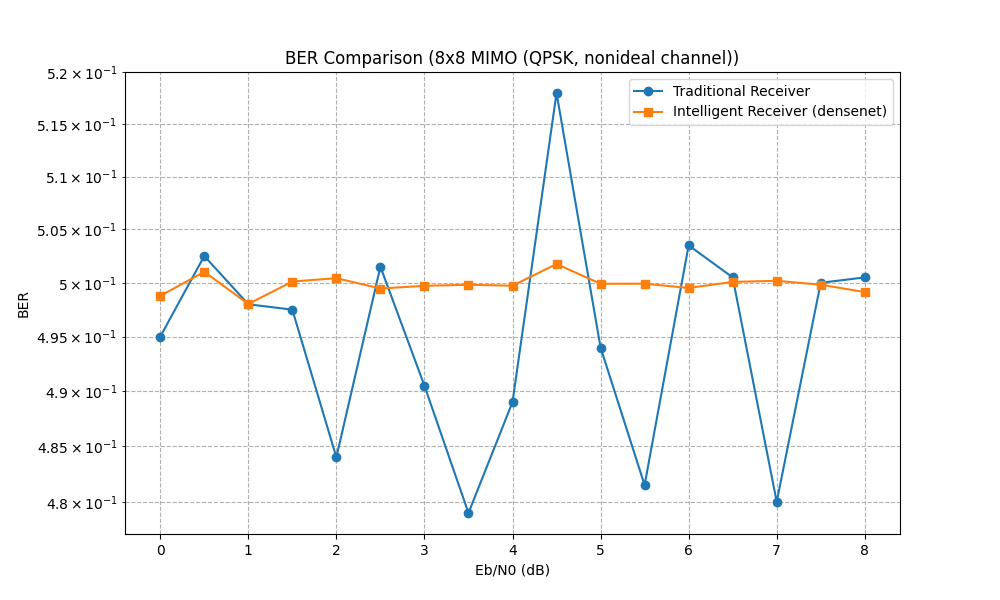 BER Comparison (8x8 MIMO (QPSK, nonideal channel))
Traditional Receiver
Intelligent Receiver (densenet)
BER
5.2 × 10⁻¹
5.15 × 10⁻¹
5.1 × 10⁻¹
5.05 × 10⁻¹
5 × 10⁻¹
4.95 × 10⁻¹
4.9 × 10⁻¹
4.85 × 10⁻¹
4.8 × 10⁻¹
0 1 2 3 4 5 6 7 8
Eb/N0 (dB)